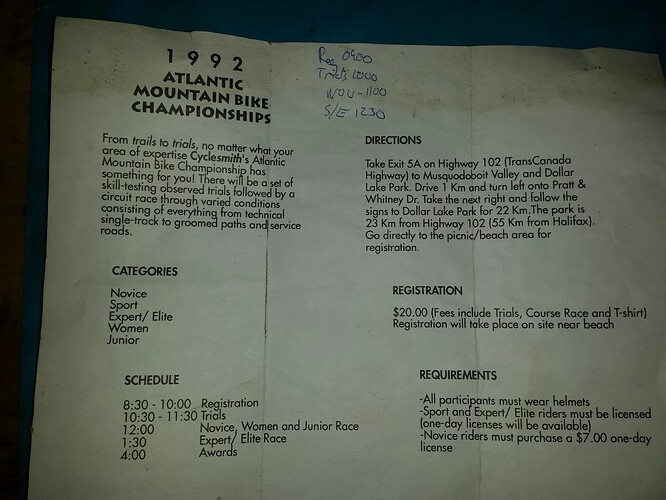 1992
ATLANTIC
MOUNTAIN BIKE
CHAMPIONSHIPS
Reg 0900
Trials 1000
NOV-1100
S/E 1230
From trails to trials, no matter what your
area of expertise Cyclesmith's Atlantic
Mountain Bike Championship has
something for you! There will be a set of
skill-testing observed trials followed by a
circuit race through varied conditions
consisting of everything from technical
single-track to groomed paths and service
roads.
CATEGORIES
Novice
Sport
Expert/ Elite
Women
Junior
SCHEDULE
8:30 - 10:00 Registration
10:30 - 11:30 Trials
12:00 Novice, Women and Junior Race
1:30 Expert/ Elite Race
4:00 Awards
DIRECTIONS
Take Exit 5A on Highway 102 (TransCanada
Highway) to Musquodoboit Valley and Dollar
Lake Park. Drive 1 Km and turn left onto Pratt &
Whitney Dr. Take the next right and follow the
signs to Dollar Lake Park for 22 Km.The park is
23 Km from Highway 102 (55 Km from Halifax).
Go directly to the picnic/beach area for
registration.
REGISTRATION
$20.00 (Fees include Trials, Course Race and T-shirt)
Registration will take place on site near beach
REQUIREMENTS
-All participants must wear helmets
-Sport and Expert/ Elite riders must be licensed
(one-day licenses will be available)
-Novice riders must purchase a $7.00 one-day
license